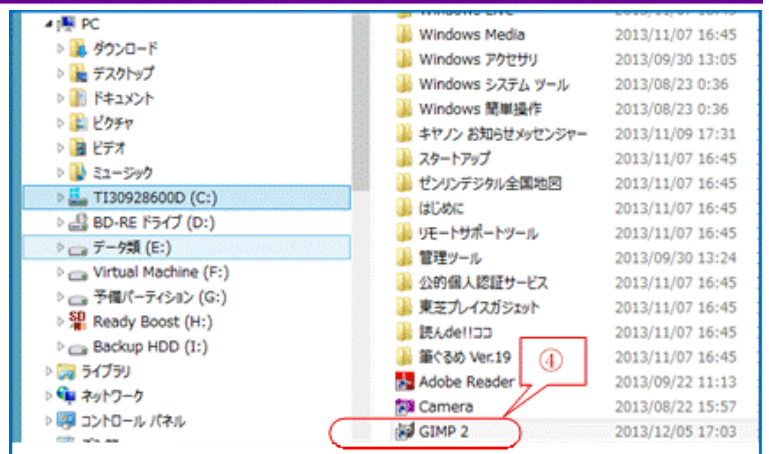 PC
ダウンロード
デスクトップ
ドキュメント
ピクチャ
ビデオ
ミュージック
TI30928600D (C:)
BD-RE ドライブ (D:)
データ類 (E:)
Virtual Machine (F:)
予備パーティション (G:)
Ready Boost (H:)
Backup HDD (I:)
ライブラリ
ネットワーク
コントロール パネル
Windows Media 2013/11/07 16:45
Windows アクセサリ 2013/09/30 13:05
Windows システム ツール 2013/08/23 0:36
Windows 簡単操作 2013/08/23 0:36
キヤノン お知らせメッセンジャー 2013/11/09 17:31
スタートアップ 2013/11/07 16:45
ゼンリンデジタル全国地図 2013/11/07 16:45
はじめに 2013/11/07 16:45
リモートサポートツール 2013/11/07 16:45
管理ツール 2013/09/30 13:24
公的個人認証サービス 2013/11/07 16:45
東芝プレイスガジェット 2013/11/07 16:45
読んde!!ココ 2013/11/07 16:45
筆ぐるめ Ver.19 2013/11/07 16:45
④
Adobe Reader 2013/09/22 11:13
Camera 2013/08/22 15:57
GIMP 2 2013/12/05 17:03